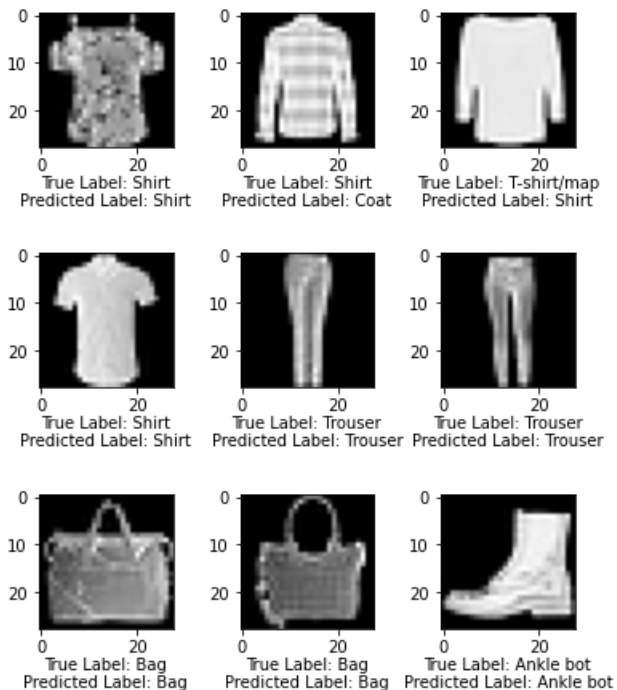 0
10
20
0 20
True Label: Shirt
Predicted Label: Shirt
0
10
20
0 20
True Label: Shirt
Predicted Label: Coat
0
10
20
0 20
True Label: T-shirt/map
Predicted Label: Shirt
0
10
20
0 20
True Label: Shirt
Predicted Label: Shirt
0
10
20
0 20
True Label: Trouser
Predicted Label: Trouser
0
10
20
0 20
True Label: Trouser
Predicted Label: Trouser
0
10
20
0 20
True Label: Bag
Predicted Label: Bag
0
10
20
0 20
True Label: Bag
Predicted Label: Bag
0
10
20
0 20
True Label: Ankle bot
Predicted Label: Ankle bot